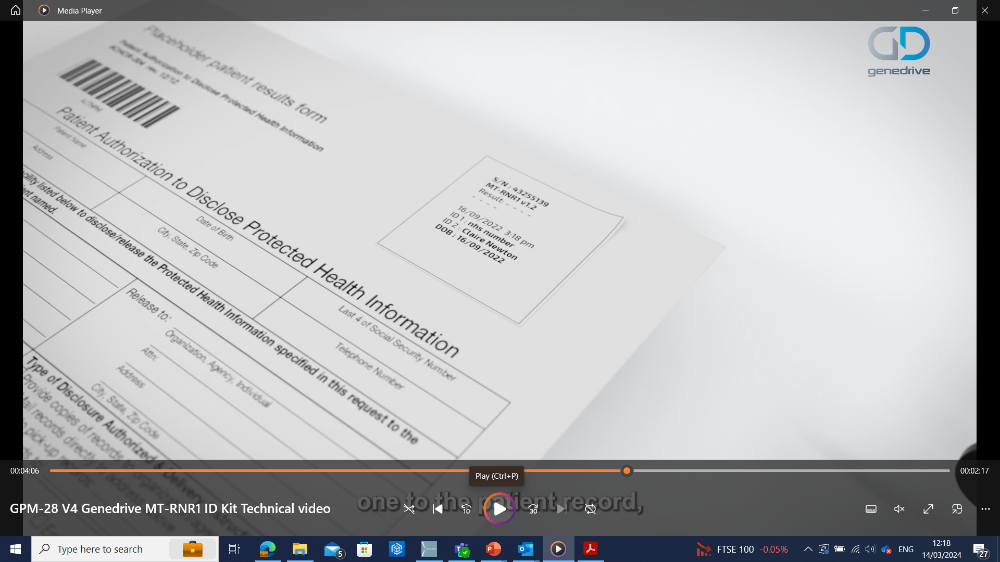 Media Player
genedrive
Placeholder patient results form
Patient Authorization to Disclose Protected Health Information
rev. 12/12
Patient Authorization to Disclose Protected Health Information
Patient Name
Date of Birth
Last 4 of Social Security Number
Address
City, State, Zip Code
Telephone Number
cility listed below to disclose/release the Protected Health Information specified in this request to the
ent named.
Release to:
Organization, Agency, Individual
Attn:
Address
City, State, Zip Code
Type of Disclosure Authorized & Delivery
Provide copies of records to
Mail records directly to address
pick-up records.
S/N : 43255139
MT-RNR1 v1.2
Result: - - - -
- - - -
16/09/2022 3:18 pm
ID 1 : nhs number
ID 2 : Claire Newton
DOB : 16/09/2022
00:04:06
00:02:17
Play (Ctrl+P)
one to the patient record,
GPM-28 V4 Genedrive MT-RNR1 ID Kit Technical video
10
30
Type here to search
5
FTSE 100 -0.05%
ENG
12:18
14/03/2024
27